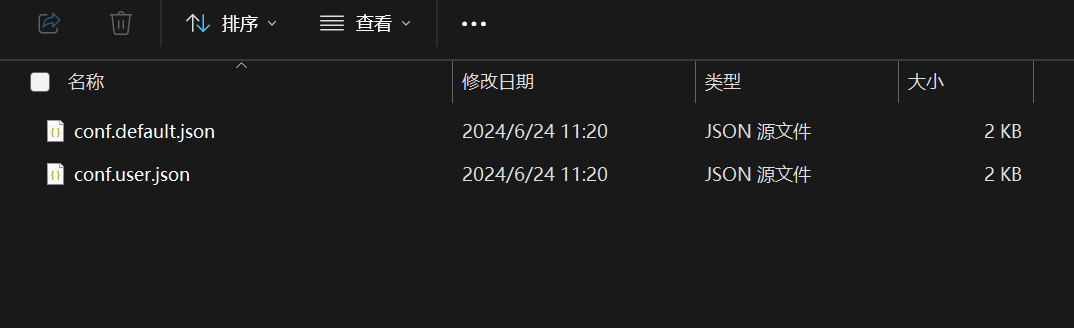 排序 查看
名称 修改日期 类型 大小
conf.default.json 2024/6/24 11:20 JSON 源文件 2 KB
conf.user.json 2024/6/24 11:20 JSON 源文件 2 KB